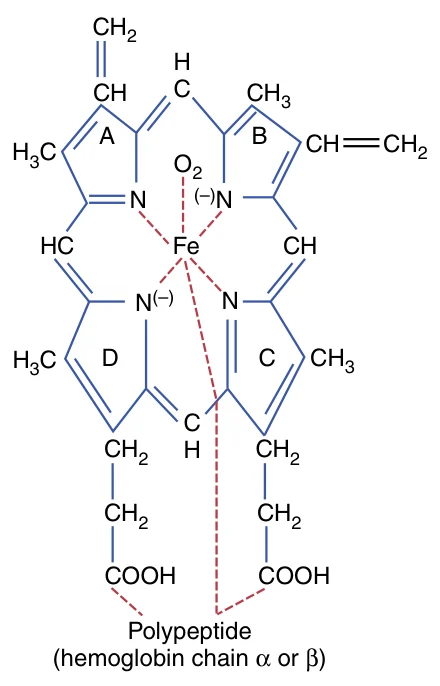 CH₂
H
CH
C
CH₃
A
B
H₃C
CH
CH₂
O₂
N
(–)N
HC
Fe
CH
N(–)
N
H₃C
D
C
CH₃
C
H
CH₂
CH₂
CH₂
CH₂
COOH
COOH
Polypeptide
(hemoglobin chain α or β)